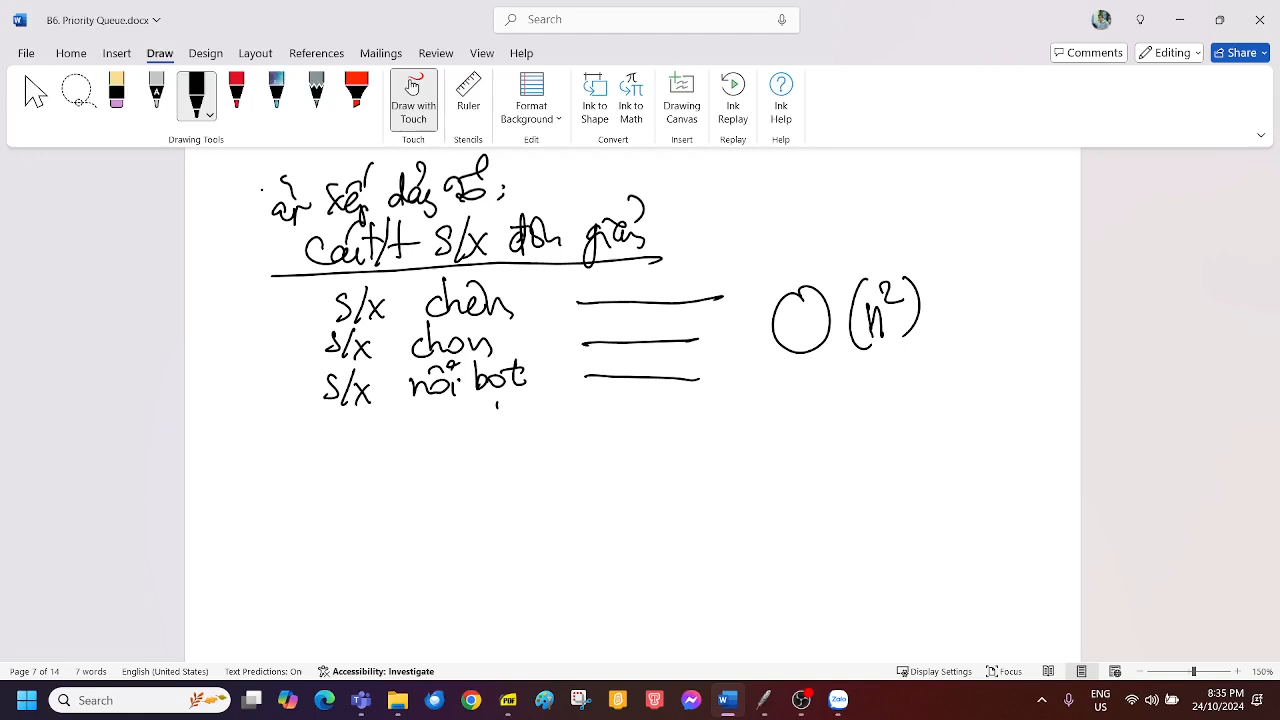 B6. Priority Queue.docx
Search
File Home Insert Draw Design Layout References Mailings Review View Help
Comments Editing Share
Draw with Touch
Ruler
Format Background
Ink to Shape
Ink to Math
Drawing Canvas
Ink Replay
Ink Help
Drawing Tools Touch Stencils Edit Convert Insert Replay Help
xếp dãy số:
Các t/t s/x đơn giản
s/x chèn
O(n²)
s/x chọn
s/x nổi bọt
Page 7 of 14 7 words English (United States) Text Predictions: On Accessibility: Investigate Display Settings Focus 150%
Search PDF Zalo ENG US 8:35 PM 24/10/2024